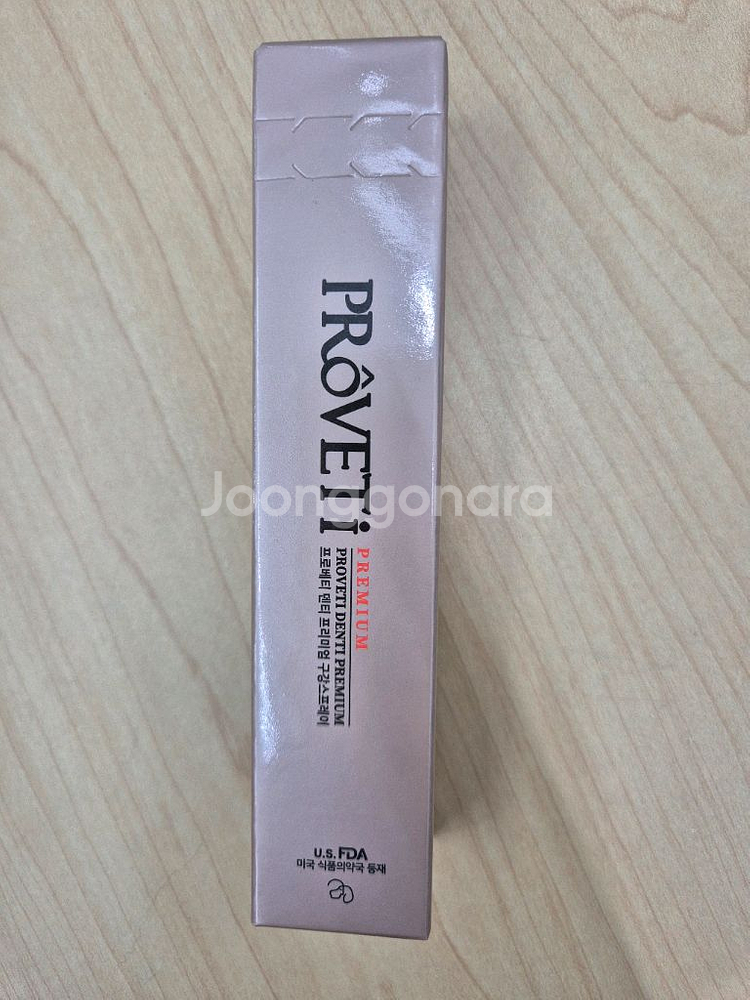 PRôVETi
PREMIUM
PROVETI DENTI PREMIUM
프로베티 덴티 프리미엄 구강스프레이
U.S. FDA
미국 식품의약국 등재
Joonggonara